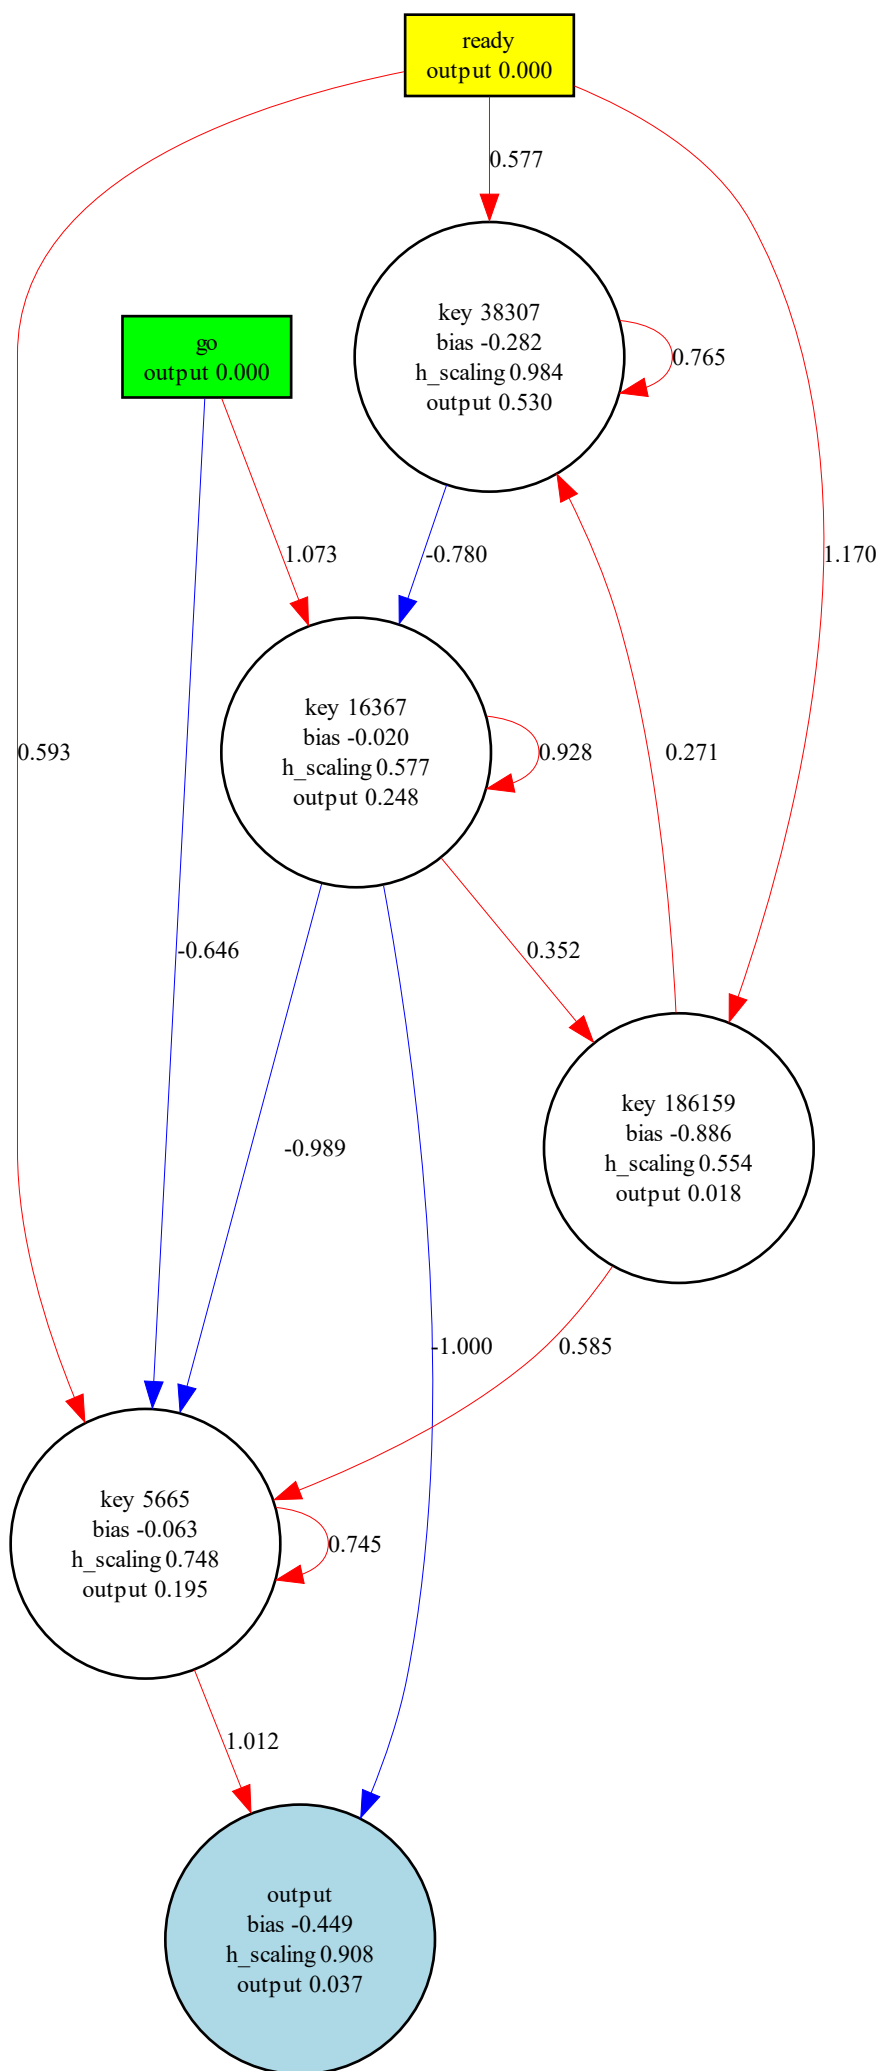 ready
output 0.000
0.577
key 38307
bias -0.282
h_scaling 0.984
output 0.530
0.765
go
output 0.000
1.073
-0.780
1.170
key 16367
bias -0.020
h_scaling 0.577
output 0.248
0.928
0.593
0.271
-0.646
0.352
key 186159
bias -0.886
h_scaling 0.554
output 0.018
-0.989
-1.000
0.585
key 5665
bias -0.063
h_scaling 0.748
output 0.195
0.745
1.012
output
bias -0.449
h_scaling 0.908
output 0.037